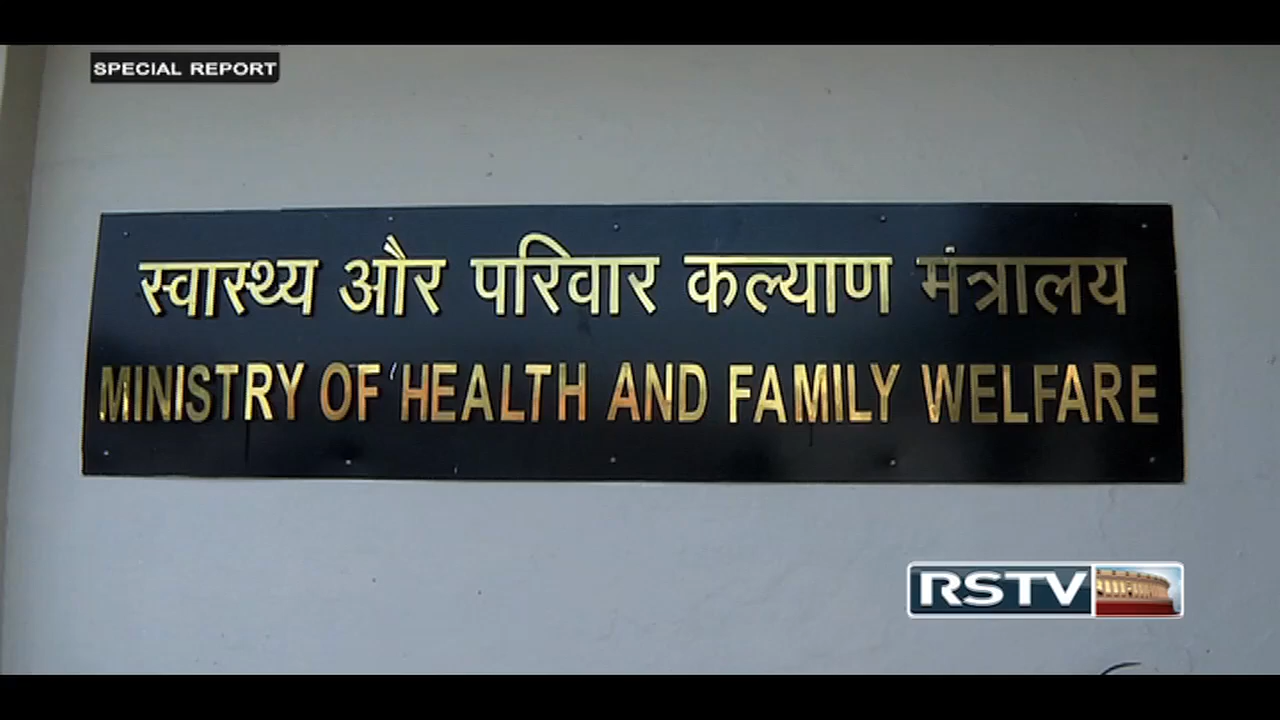 SPECIAL REPORT
स्वास्थ्य और परिवार कल्याण मंत्रालय
MINISTRY OF HEALTH AND FAMILY WELFARE
RSTV